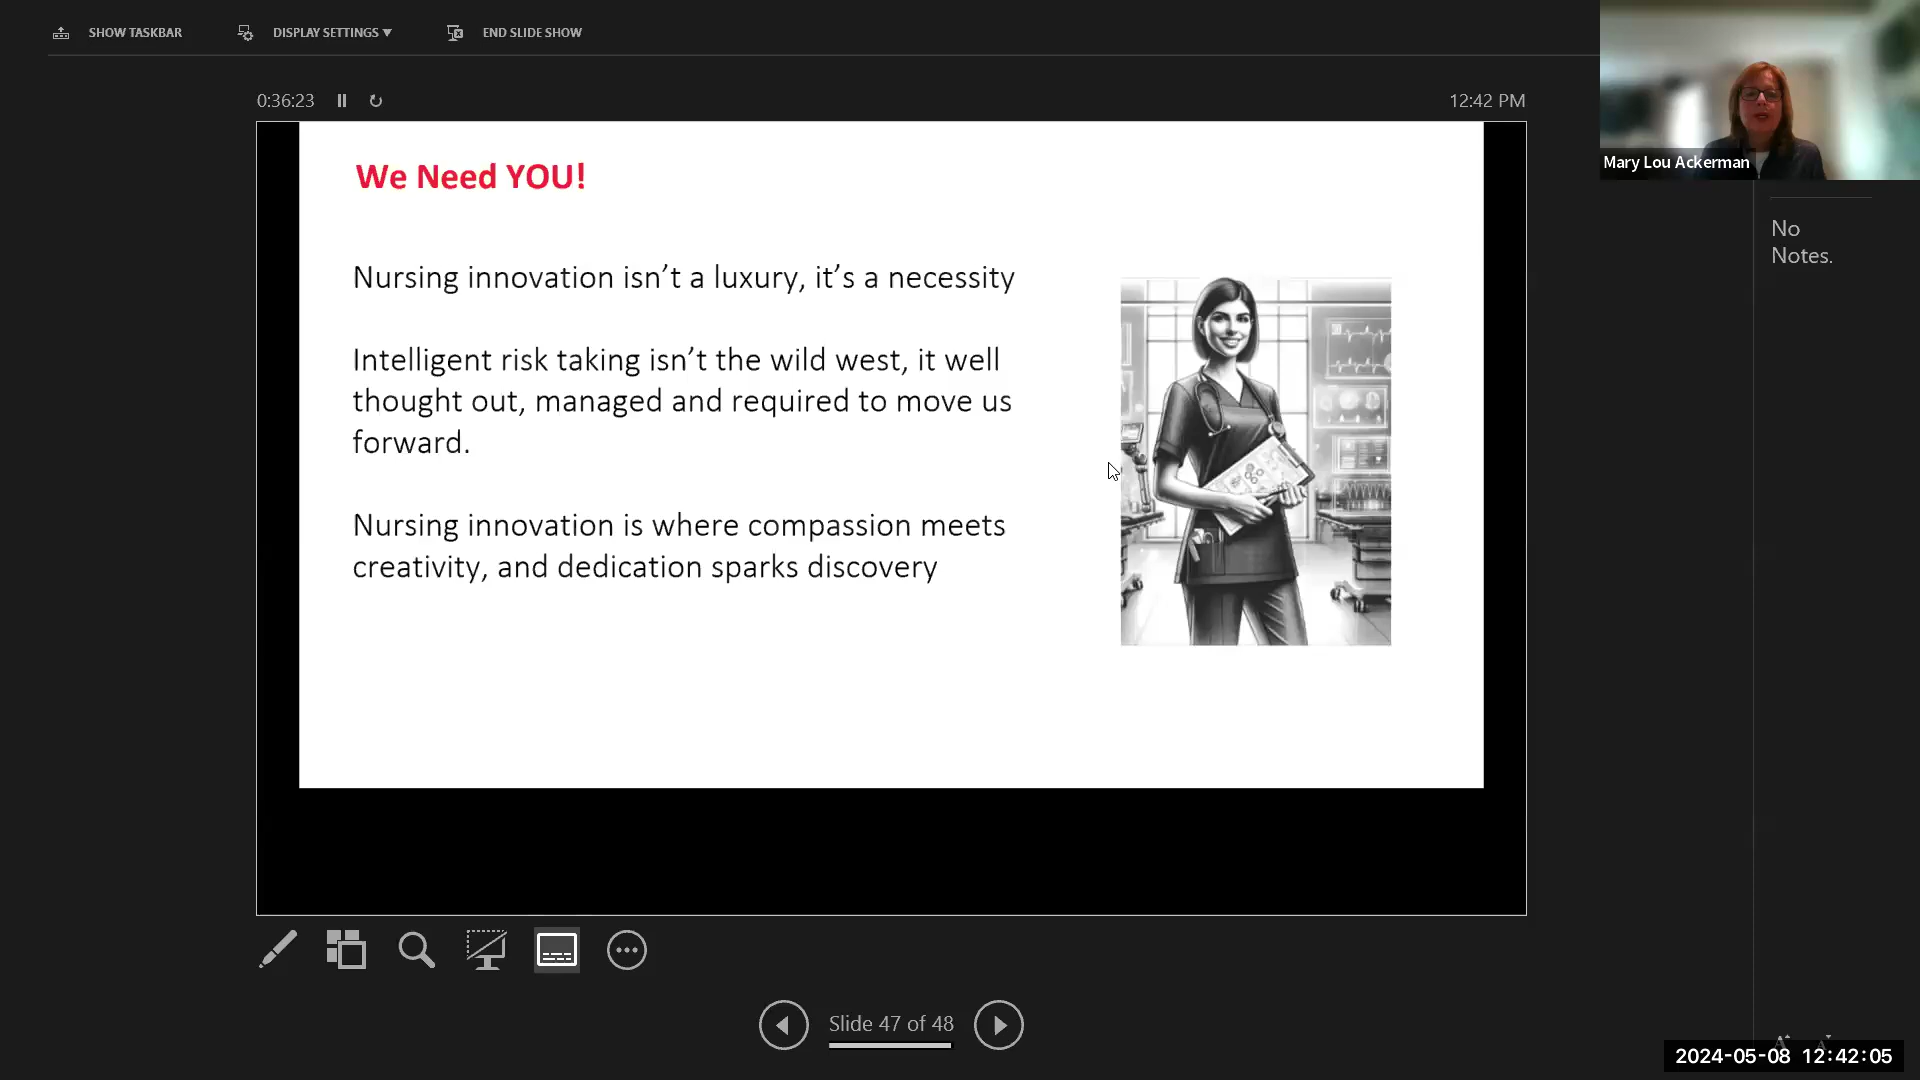 SHOW TASKBAR
DISPLAY SETTINGS ▼
END SLIDE SHOW
0:36:23
12:42 PM
Mary Lou Ackerman
We Need YOU!
Nursing innovation isn’t a luxury, it’s a necessity
Intelligent risk taking isn’t the wild west, it well
thought out, managed and required to move us
forward.
Nursing innovation is where compassion meets
creativity, and dedication sparks discovery
No
Notes.
Slide 47 of 48
2024-05-08 12:42:05